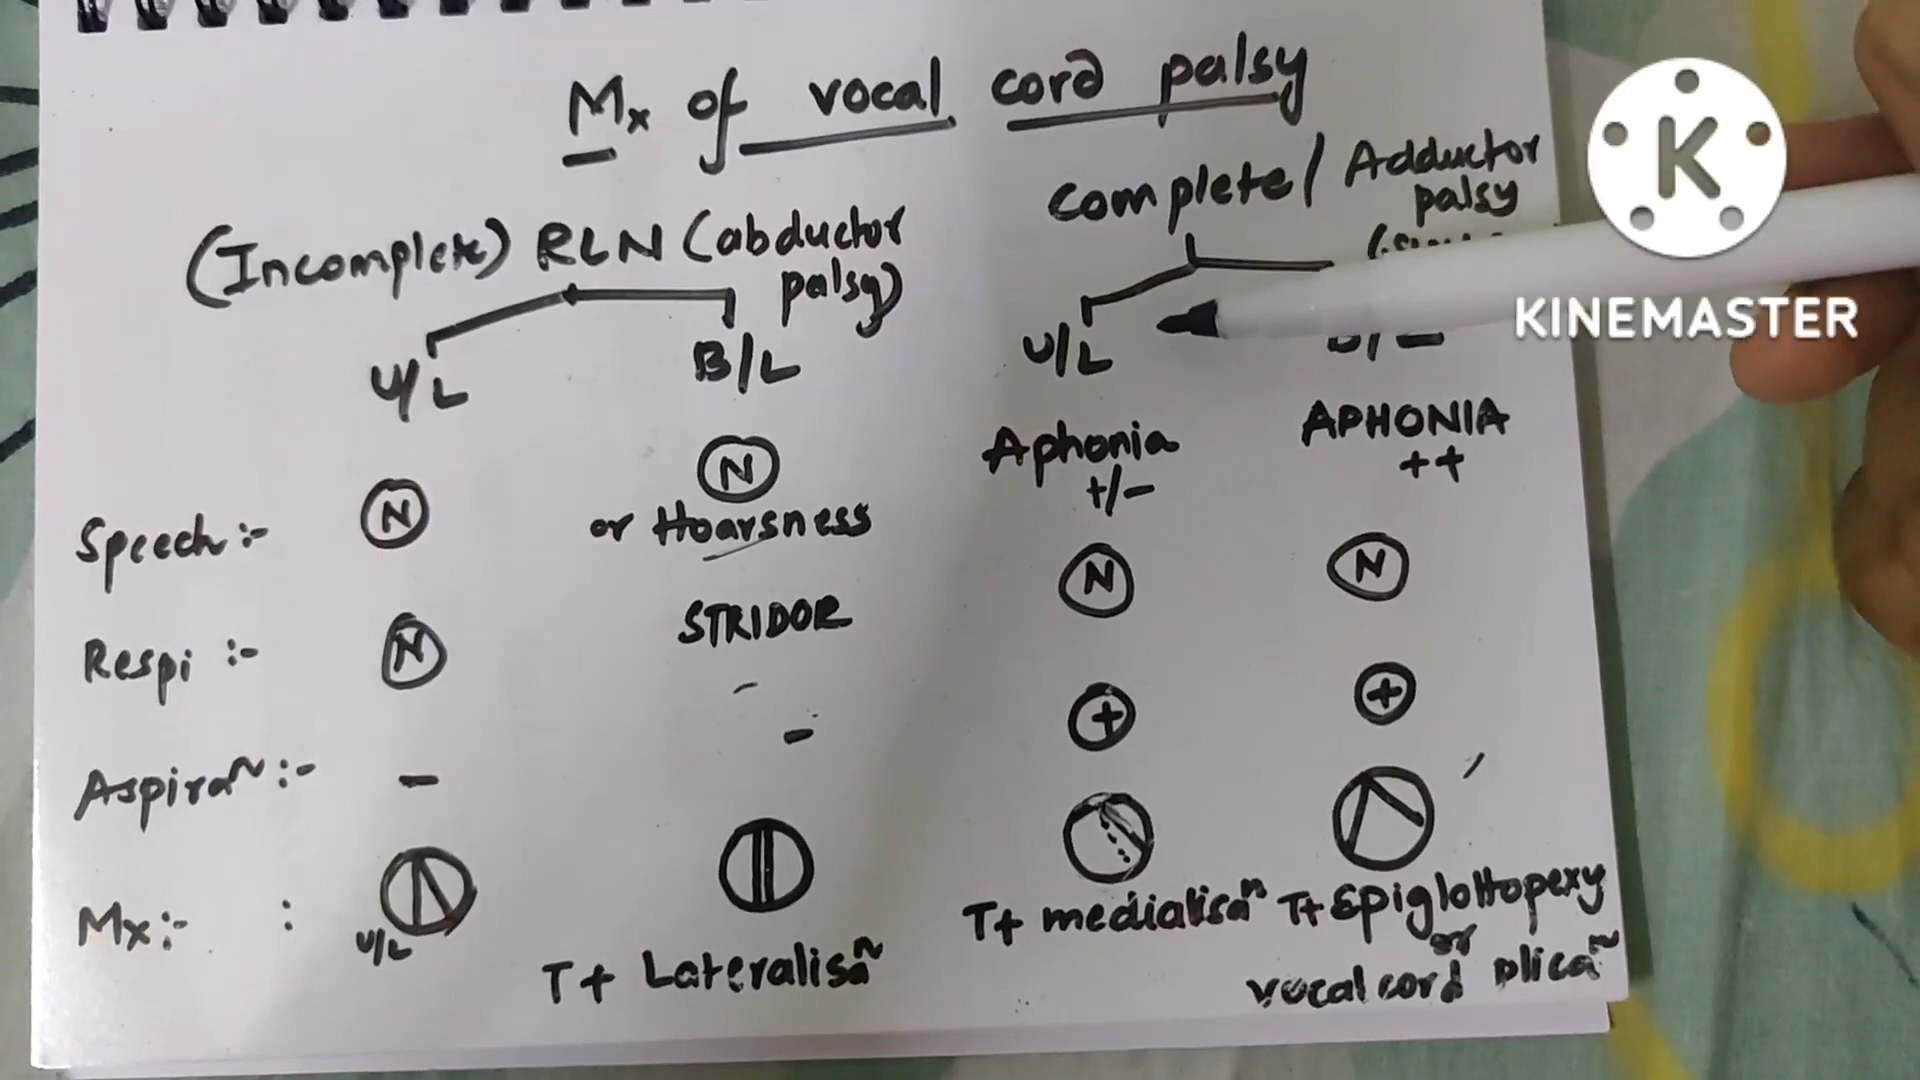 Mx of vocal cord palsy
Complete/ Adductor
palsy
(Incomplete) RLN (abductor
palsy)
U/L B/L U/L
KINEMASTER
Speech :- N N Aphonia APHONIA
or Hoarsness +/- ++
Respi :- N STRIDOR N N
Aspiraⁿ :- - - + +
Mx :- :
U/L
T+ Lateralisaⁿ T+ medialisaⁿ T+ Epiglottopexy
or
vocal cord plicaⁿ